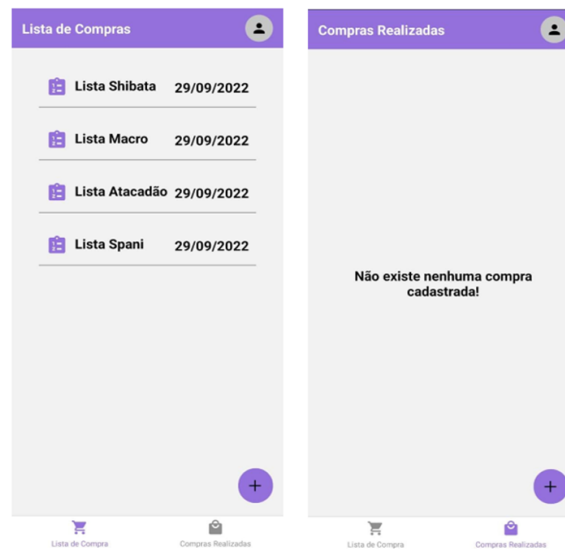 Lista de Compras
Lista Shibata 29/09/2022
Lista Macro 29/09/2022
Lista Atacadão 29/09/2022
Lista Spani 29/09/2022
+
Lista de Compra Compras Realizadas
Compras Realizadas
Não existe nenhuma compra
cadastrada!
+
Lista de Compra Compras Realizadas